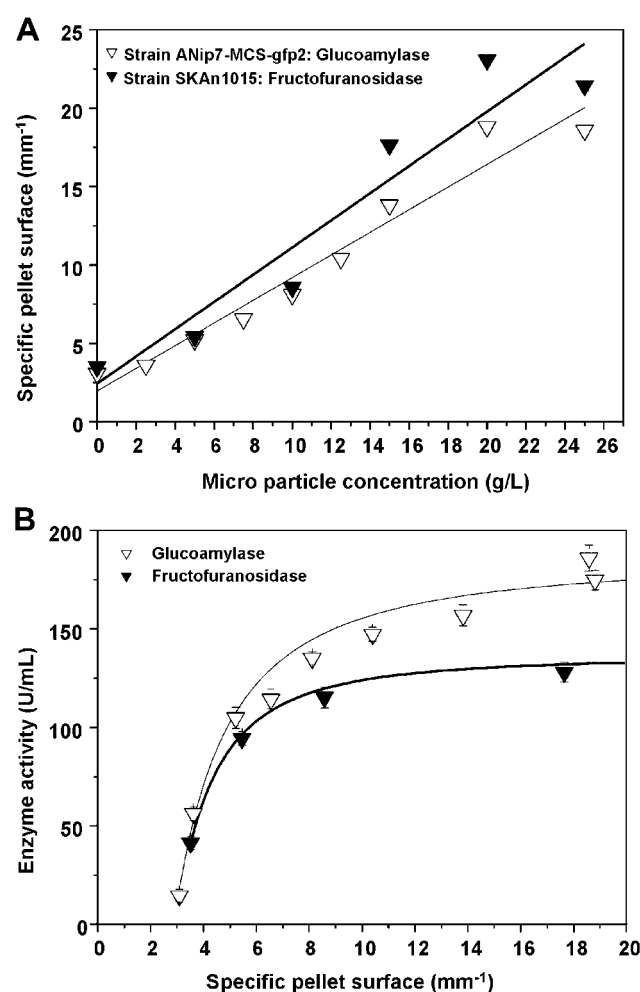 A
Strain ANip7-MCS-gfp2: Glucoamylase
Strain SKAn1015: Fructofuranosidase
Specific pellet surface (mm⁻¹)
25
20
15
10
5
0
0 2 4 6 8 10 12 14 16 18 20 22 24 26
Micro particle concentration (g/L)
B
Glucoamylase
Fructofuranosidase
Enzyme activity (U/mL)
200
150
100
50
0
0 2 4 6 8 10 12 14 16 18 20
Specific pellet surface (mm⁻¹)